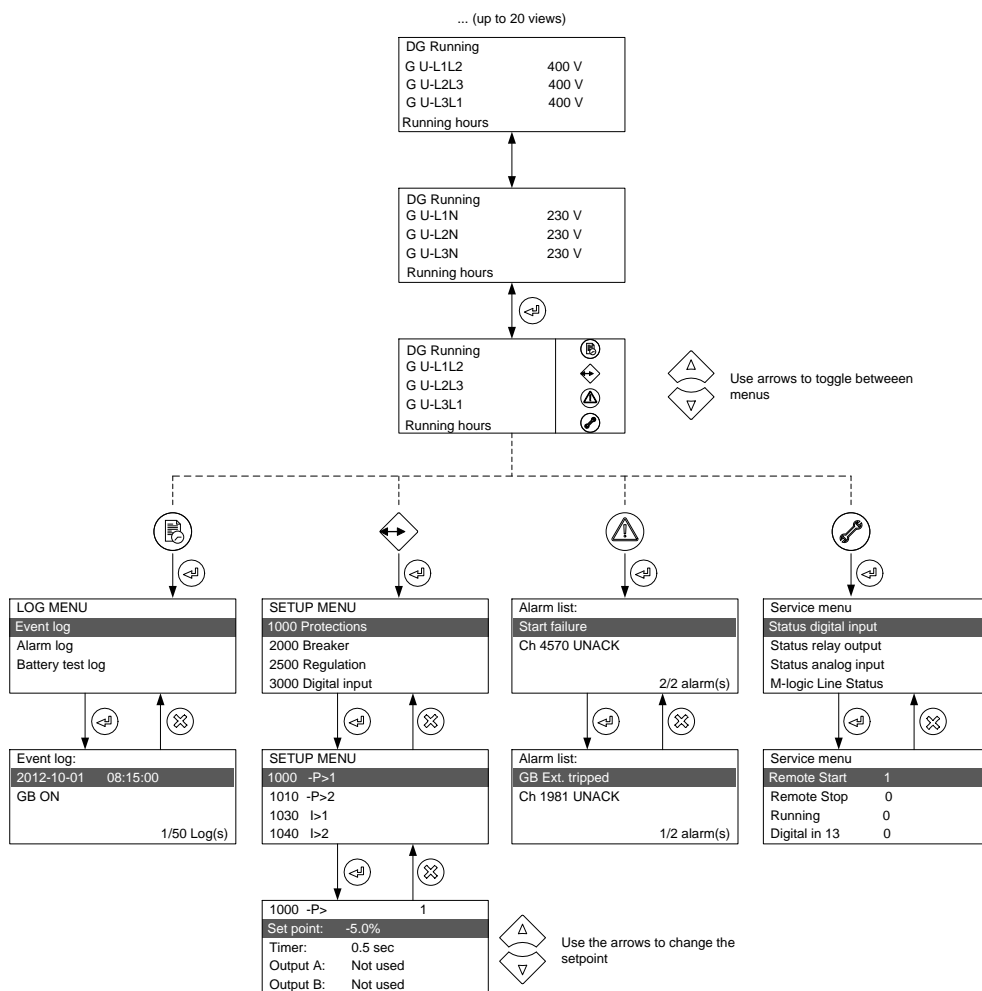 ... (up to 20 views)
DG Running
G U-L1L2 400 V
G U-L2L3 400 V
G U-L3L1 400 V
Running hours
DG Running
G U-L1N 230 V
G U-L2N 230 V
G U-L3N 230 V
Running hours
DG Running
G U-L1L2
G U-L2L3
G U-L3L1
Running hours
Use arrows to toggle betweeen
menus
LOG MENU
Event log
Alarm log
Battery test log
SETUP MENU
1000 Protections
2000 Breaker
2500 Regulation
3000 Digital input
Alarm list:
Start failure
Ch 4570 UNACK
2/2 alarm(s)
Service menu
Status digital input
Status relay output
Status analog input
M-logic Line Status
Event log:
2012-10-01 08:15:00
GB ON
1/50 Log(s)
SETUP MENU
1000 -P>1
1010 -P>2
1030 I>1
1040 I>2
Alarm list:
GB Ext. tripped
Ch 1981 UNACK
1/2 alarm(s)
Service menu
Remote Start 1
Remote Stop 0
Running 0
Digital in 13 0
1000 -P> 1
Set point: -5.0%
Timer: 0.5 sec
Output A: Not used
Output B: Not used
Use the arrows to change the
setpoint